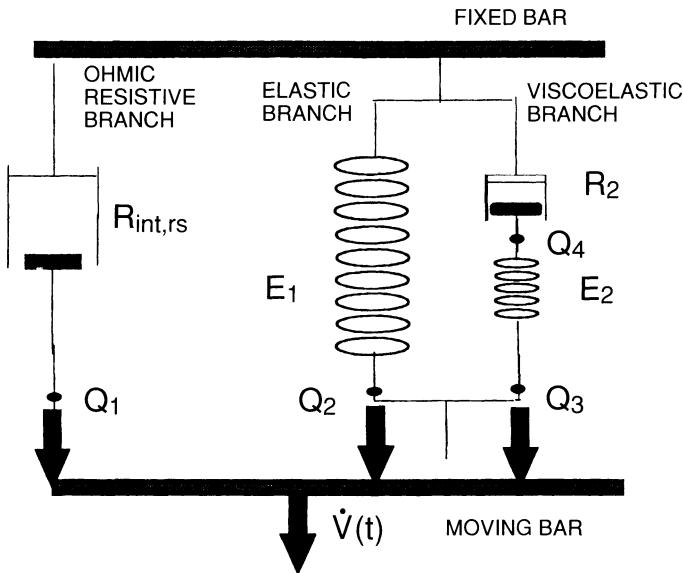 FIXED BAR
OHMIC
RESISTIVE
BRANCH
ELASTIC
BRANCH
VISCOELASTIC
BRANCH
R₂
Rint,rs
Q₄
E₁
E₂
Q₁
Q₂
Q₃
V̇(t)
MOVING BAR